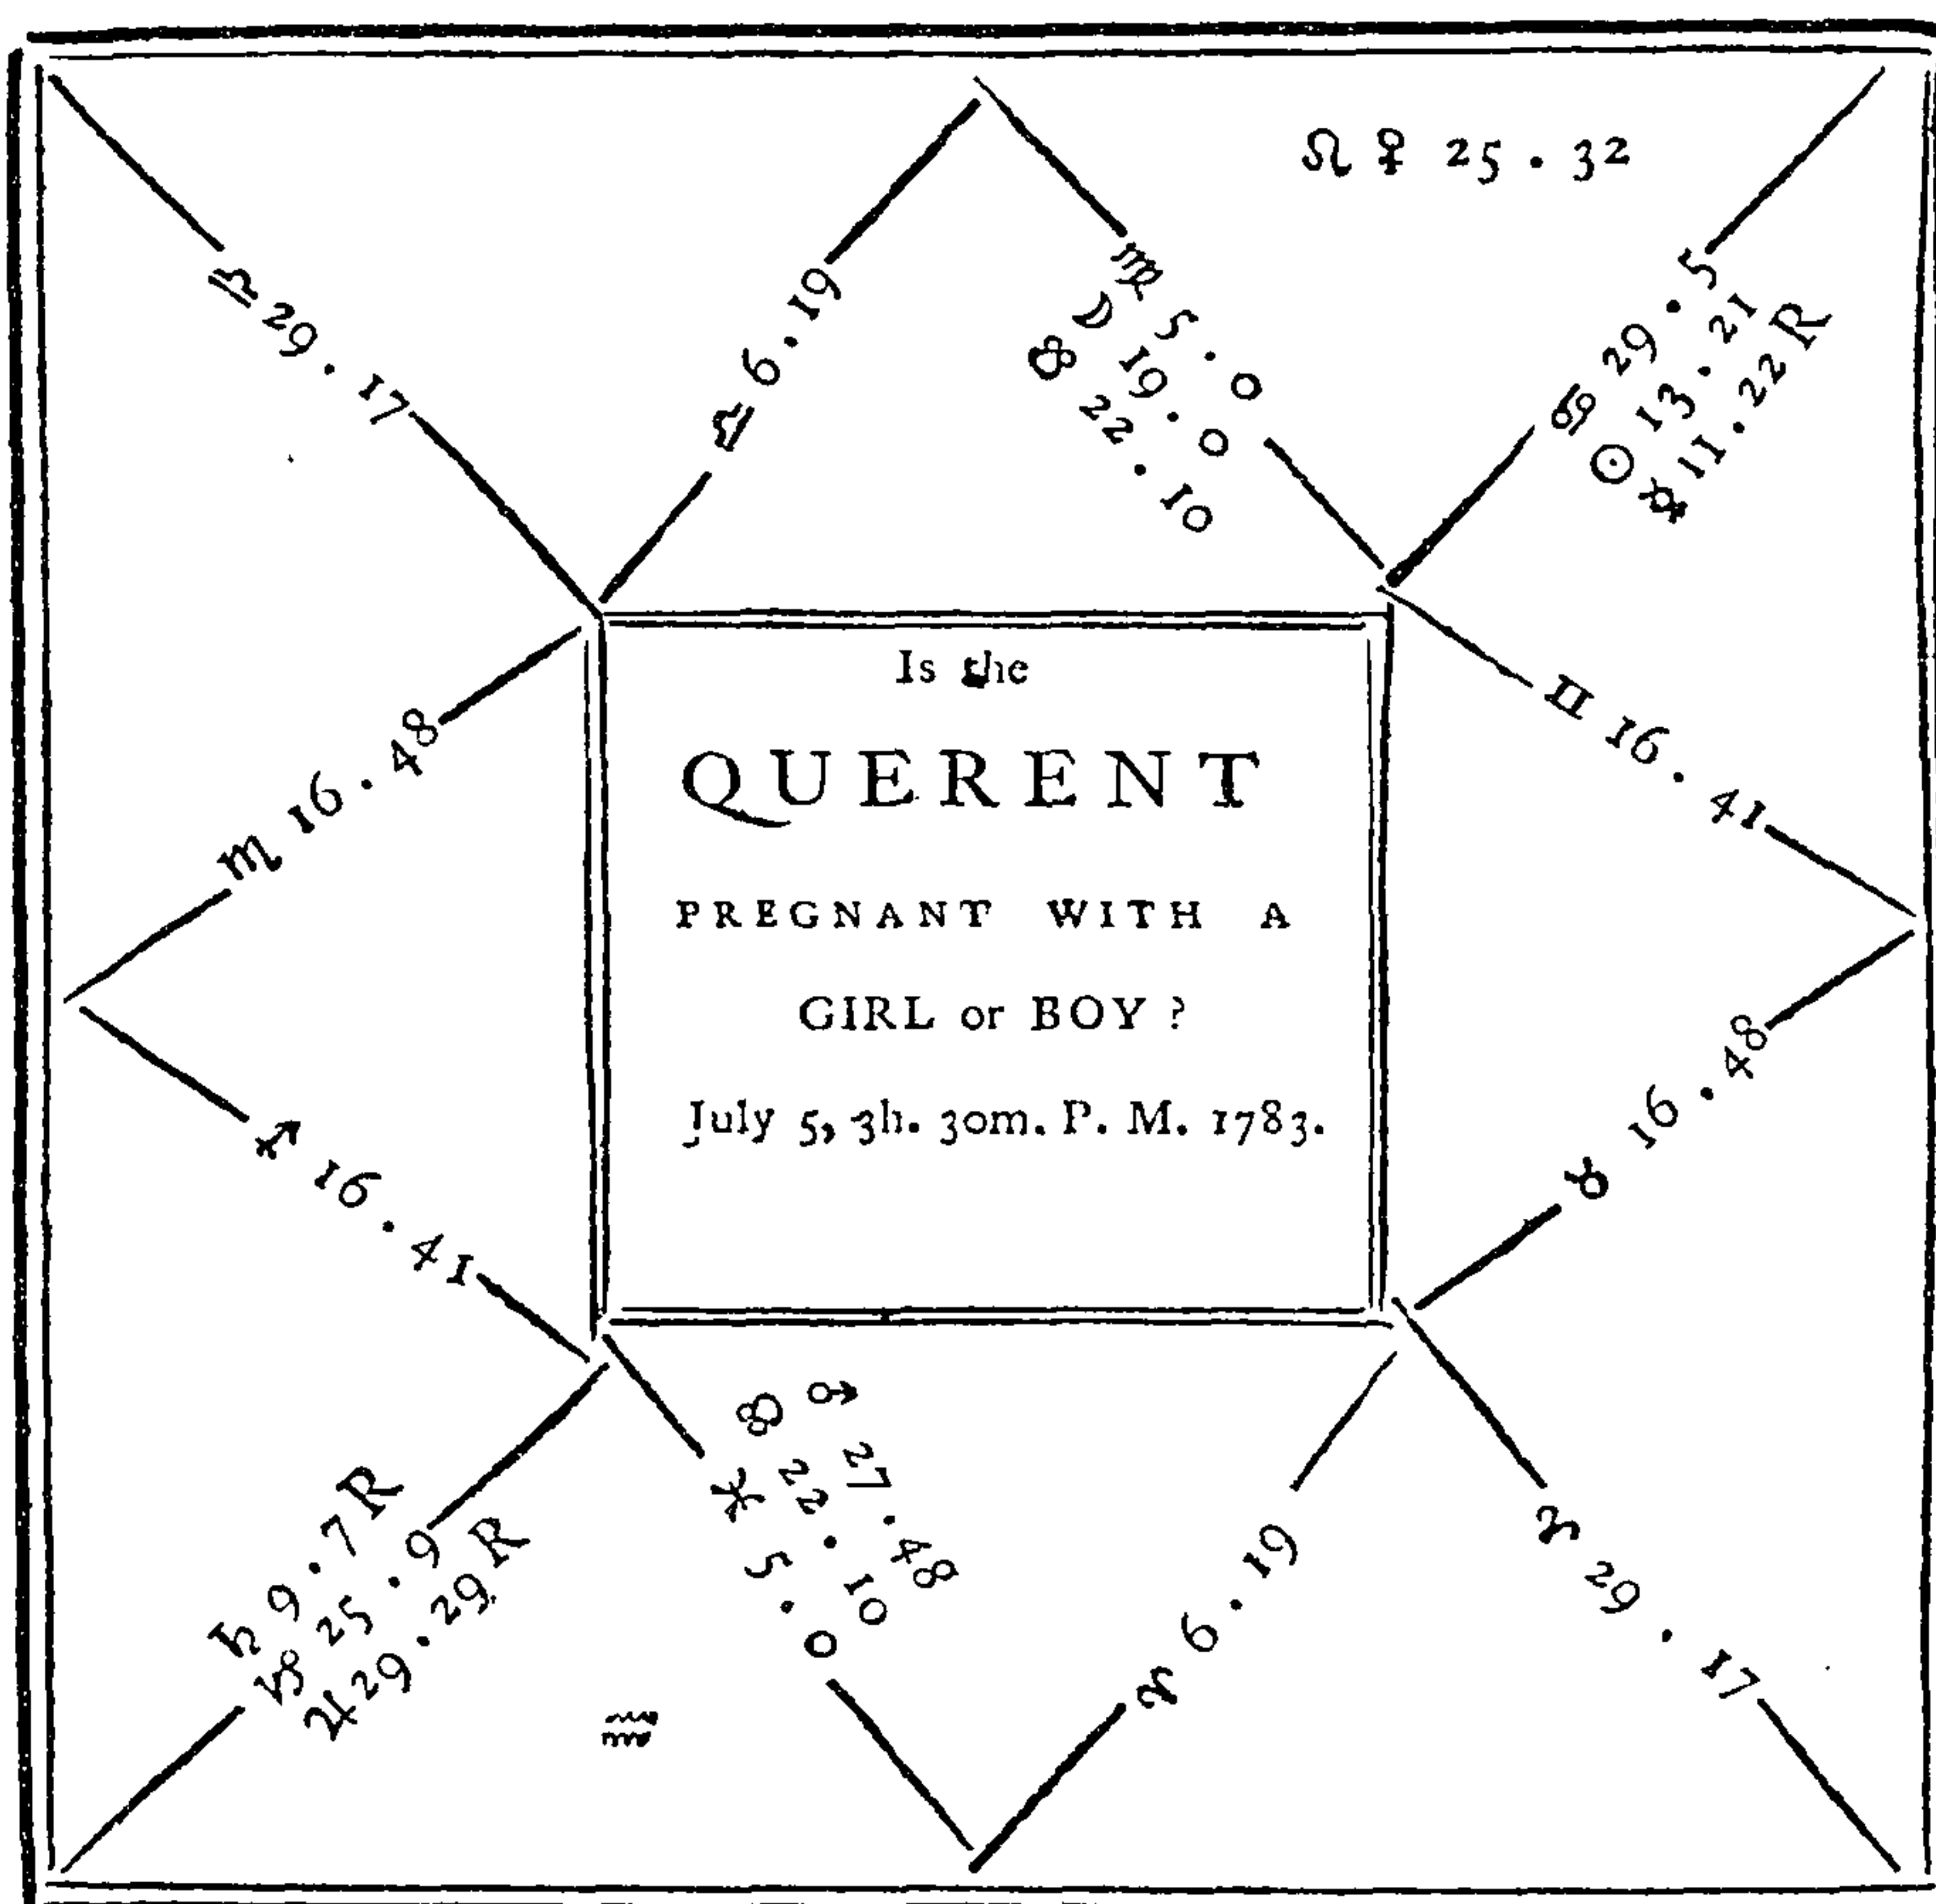 ♌ ♀ 25 . 32
♎ 29 . 17
♎ 6 . 19
♍ 5 . 0
☽ 19 . 0
22 . 10
♋ 29 . 5
☉ 13 . 21
☿ 11 . 22 R
♏ 16 . 48
♊ 16 . 41
Is the
QUERENT
PREGNANT WITH A
GIRL or BOY ?
July 5, 3h. 30m. P. M. 1783.
♐ 16 . 41
♉ 16 . 48
♄ 9 . 7 R
♑ 25 . 9
♃ 29 . 29 R
♒
♂ 27 . 48
22 . 10
♓ 5 . 0
♈ 6 . 19
♈ 29 . 17